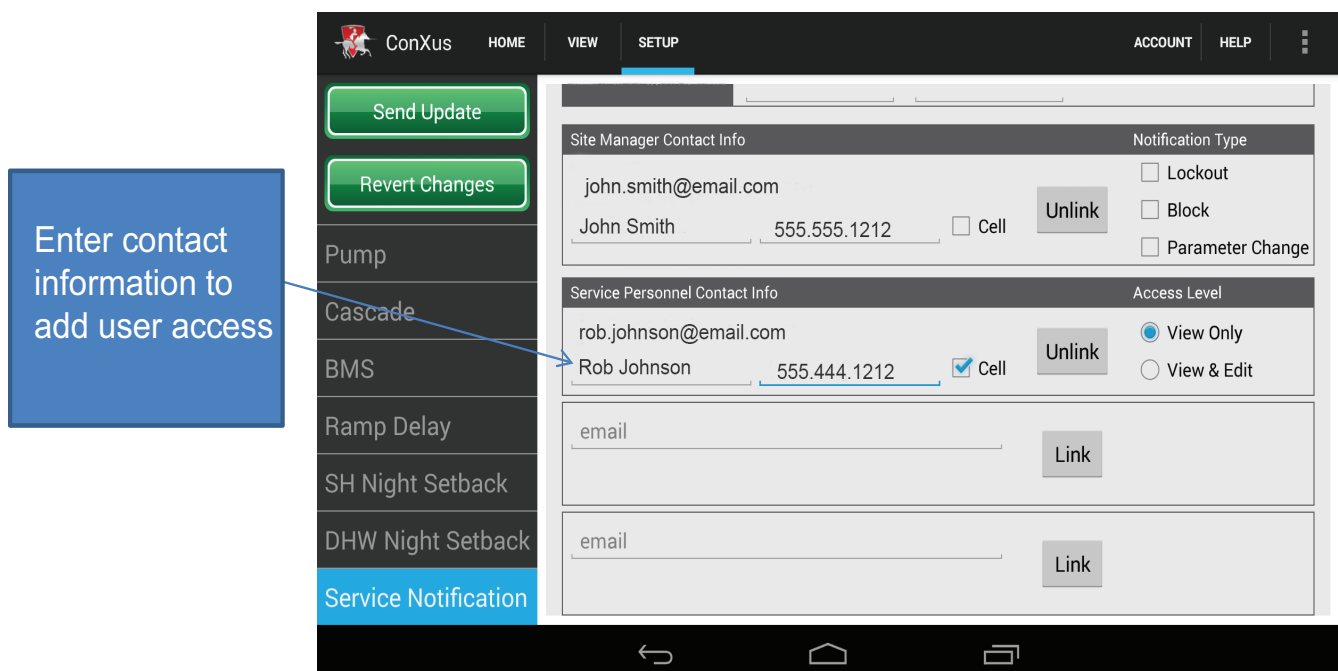 ConXus HOME VIEW SETUP ACCOUNT HELP
Send Update
Revert Changes
Pump
Cascade
BMS
Ramp Delay
SH Night Setback
DHW Night Setback
Service Notification
Enter contact
information to
add user access
Site Manager Contact Info Notification Type
john.smith@email.com
John Smith 555.555.1212 Cell Unlink
Lockout
Block
Parameter Change
Service Personnel Contact Info Access Level
rob.johnson@email.com
Rob Johnson 555.444.1212 Cell Unlink
View Only
View & Edit
email
Link
email
Link